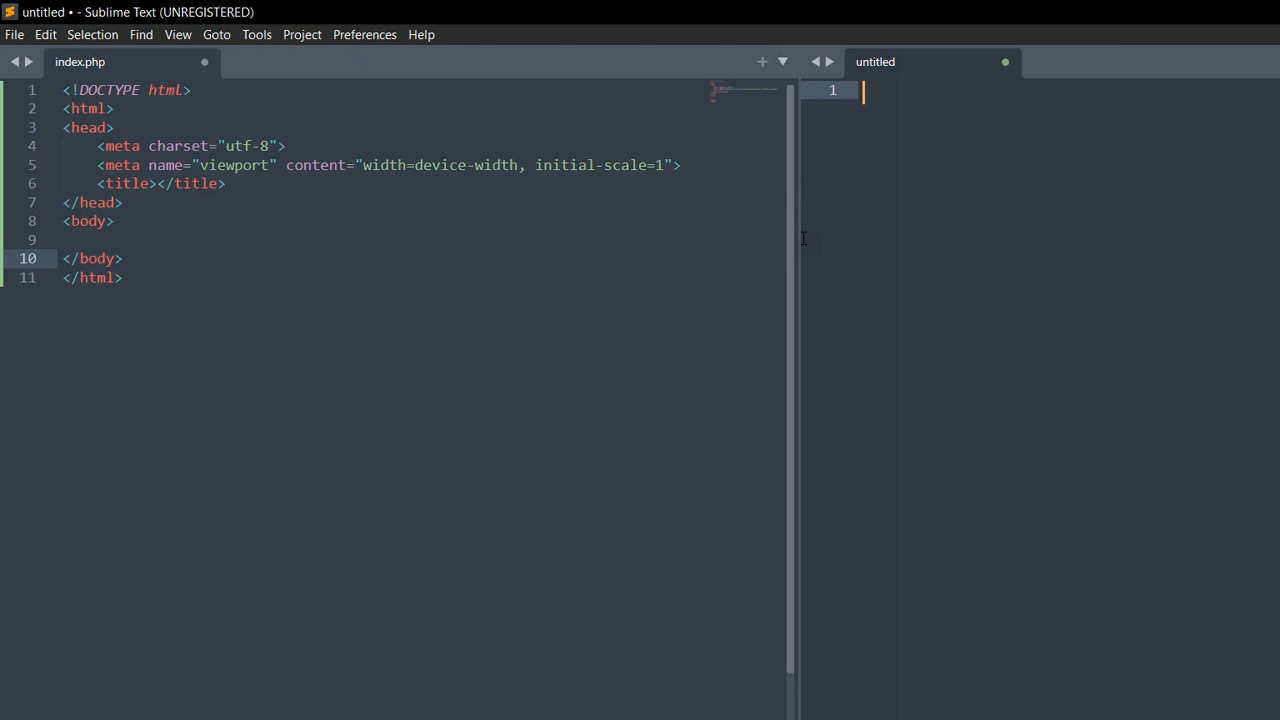 untitled • - Sublime Text (UNREGISTERED)
File Edit Selection Find View Goto Tools Project Preferences Help
index.php
untitled
1 <!DOCTYPE html>
2 <html>
3 <head>
4 <meta charset="utf-8">
5 <meta name="viewport" content="width=device-width, initial-scale=1">
6 <title></title>
7 </head>
8 <body>
9
10 </body>
11 </html>
1